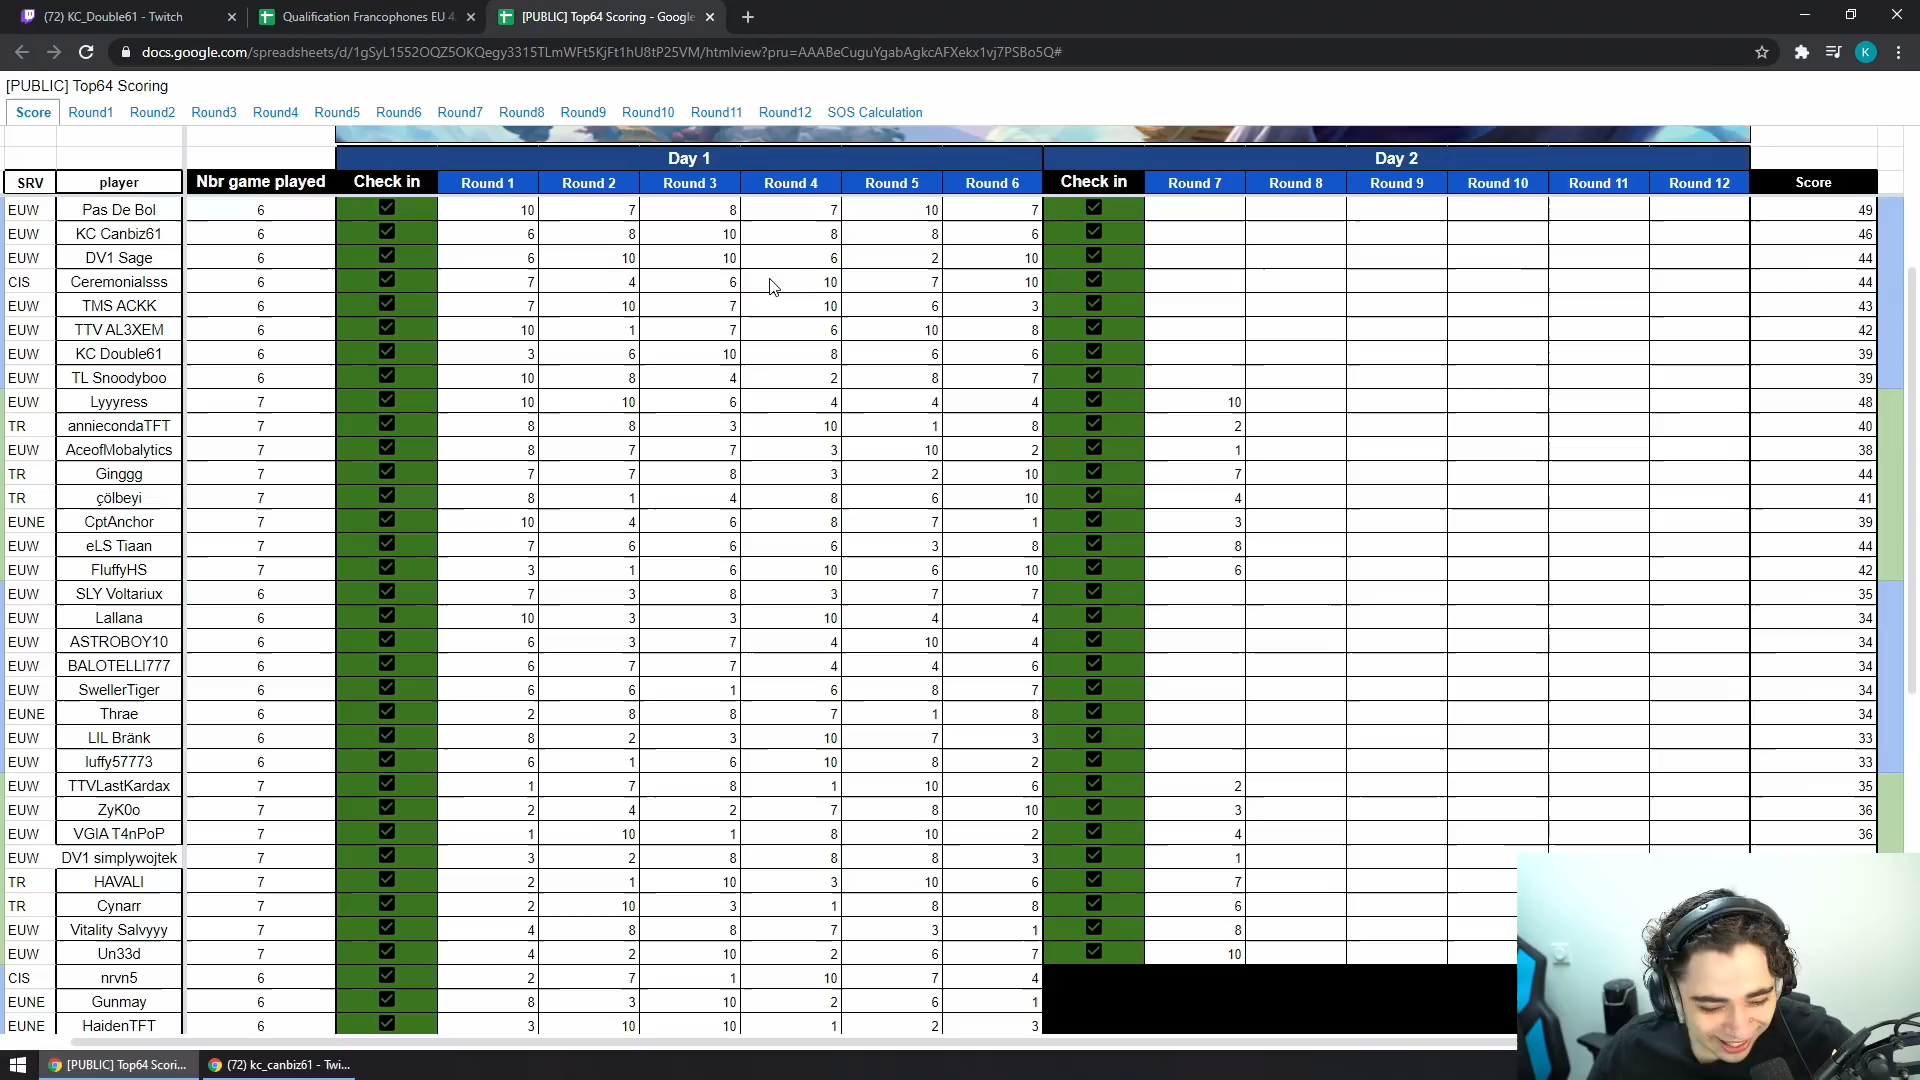 (72) KC_Double61 - Twitch
Qualification Francophones EU 4
[PUBLIC] Top64 Scoring - Google
docs.google.com/spreadsheets/d/1gSyL1552OQZ5OKQegy3315TLmWFt5KjFt1hU8tP25VM/htmlview?pru=AAABeCuguYgabAgkcAFXekx1vj7PSBo5Q#
K
[PUBLIC] Top64 Scoring
Score Round1 Round2 Round3 Round4 Round5 Round6 Round7 Round8 Round9 Round10 Round11 Round12 SOS Calculation
Day 1 Day 2
SRV player Nbr game played Check in Round 1 Round 2 Round 3 Round 4 Round 5 Round 6 Check in Round 7 Round 8 Round 9 Round 10 Round 11 Round 12 Score
EUW Pas De Bol 6 10 7 8 7 10 7 49
EUW KC Canbiz61 6 6 8 10 8 8 6 46
EUW DV1 Sage 6 6 10 10 6 2 10 44
CIS Ceremonialsss 6 7 4 6 10 7 10 44
EUW TMS ACKK 6 7 10 7 10 6 3 43
EUW TTV AL3XEM 6 10 1 7 6 10 8 42
EUW KC Double61 6 3 6 10 8 6 6 39
EUW TL Snoodyboo 6 10 8 4 2 8 7 39
EUW Lyyyress 7 10 10 6 4 4 4 10 48
TR anniecondaTFT 7 8 8 3 10 1 8 2 40
EUW AceofMobalytics 7 8 7 7 3 10 2 1 38
TR Ginggg 7 7 7 8 3 2 10 7 44
TR çölbeyi 7 8 1 4 8 6 10 4 41
EUNE CptAnchor 7 10 4 6 8 7 1 3 39
EUW eLS Tiaan 7 7 6 6 6 3 8 8 44
EUW FluffyHS 7 3 1 6 10 6 10 6 42
EUW SLY Voltariux 6 7 3 8 3 7 7 35
EUW Lallana 6 10 3 3 10 4 4 34
EUW ASTROBOY10 6 6 3 7 4 10 4 34
EUW BALOTELLI777 6 6 7 7 4 4 6 34
EUW SwellerTiger 6 6 6 1 6 8 7 34
EUNE Thrae 6 2 8 8 7 1 8 34
EUW LIL Bränk 6 8 2 3 10 7 3 33
EUW luffy57773 6 6 1 6 10 8 2 33
EUW TTVLastKardax 7 1 7 8 1 10 6 2 35
EUW ZyK0o 7 2 4 2 7 8 10 3 36
EUW VGIA T4nPoP 7 1 10 1 8 10 2 4 36
EUW DV1 simplywojtek 7 3 2 8 8 8 3 1
TR HAVALI 7 2 1 10 3 10 6 7
TR Cynarr 7 2 10 3 1 8 8 6
EUW Vitality Salvyyy 7 4 8 8 7 3 1 8
EUW Un33d 7 4 2 10 2 6 7 10
CIS nrvn5 6 2 7 1 10 7 4
EUNE Gunmay 6 8 3 10 2 6 1
EUNE HaidenTFT 6 3 10 10 1 2 3
[PUBLIC] Top64 Scori...
(72) kc_canbiz61 - Twi...